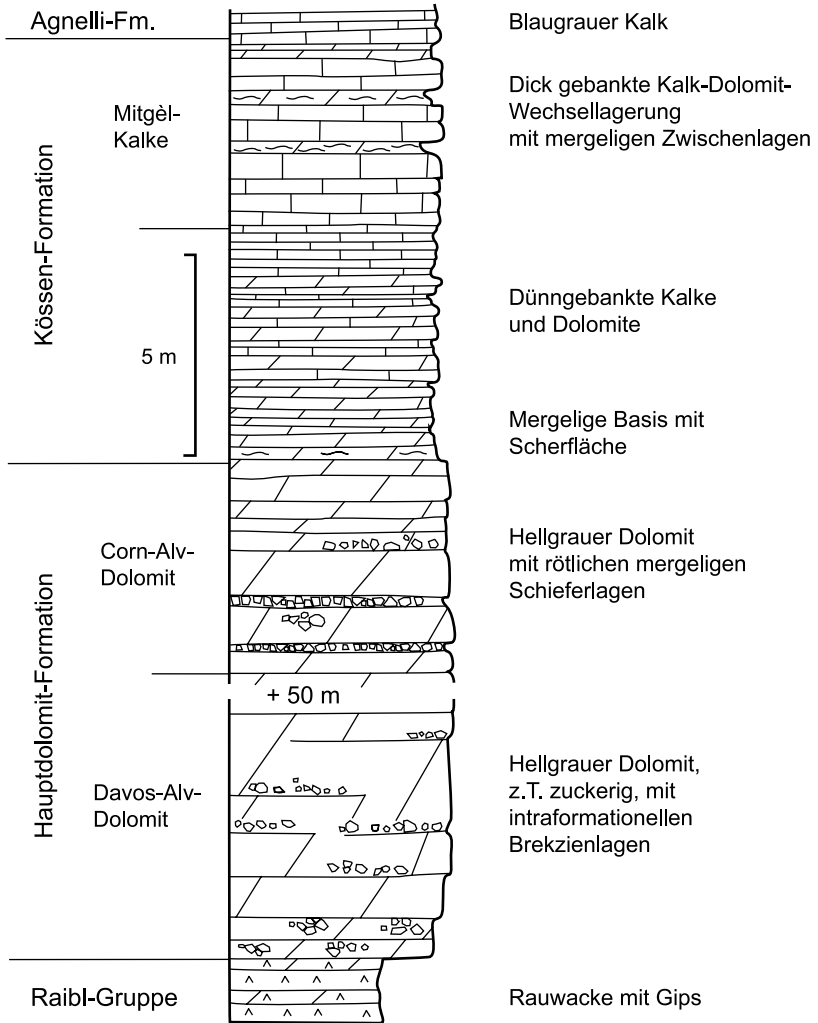 Agnelli-Fm.
Blaugrauer Kalk
Kössen-Formation
Mitgèl-
Kalke
Dick gebankte Kalk-Dolomit-
Wechsellagerung
mit mergeligen Zwischenlagen
5 m
Dünngebankte Kalke
und Dolomite
Mergelige Basis mit
Scherfläche
Hauptdolomit-Formation
Corn-Alv-
Dolomit
Hellgrauer Dolomit
mit rötlichen mergeligen
Schieferlagen
+ 50 m
Davos-Alv-
Dolomit
Hellgrauer Dolomit,
z.T. zuckerig, mit
intraformationellen
Brekzienlagen
Raibl-Gruppe
Rauwacke mit Gips